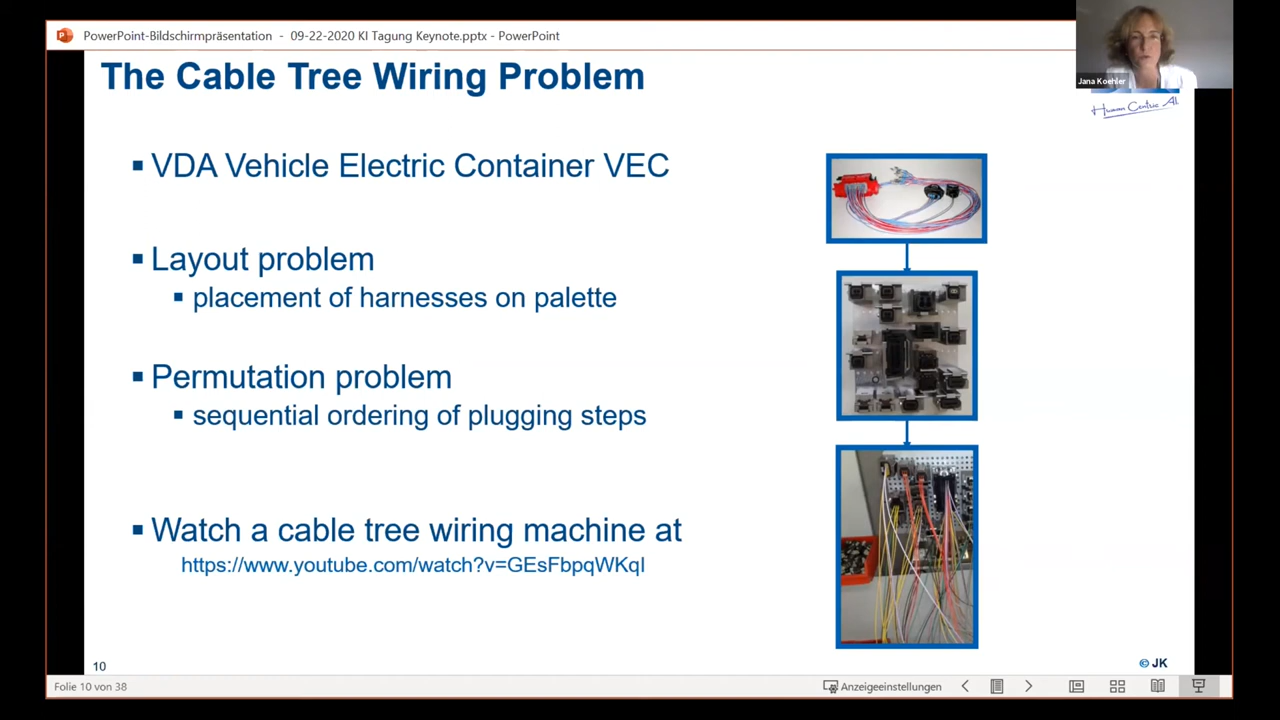 PowerPoint-Bildschirmpräsentation - 09-22-2020 KI Tagung Keynote.pptx - PowerPoint
Jana Koehler
The Cable Tree Wiring Problem
Human Centric AI
▪ VDA Vehicle Electric Container VEC
▪ Layout problem
▪ placement of harnesses on palette
▪ Permutation problem
▪ sequential ordering of plugging steps
▪ Watch a cable tree wiring machine at
https://www.youtube.com/watch?v=GEsFbpqWKqI
10
© JK
Folie 10 von 38
Anzeigeeinstellungen